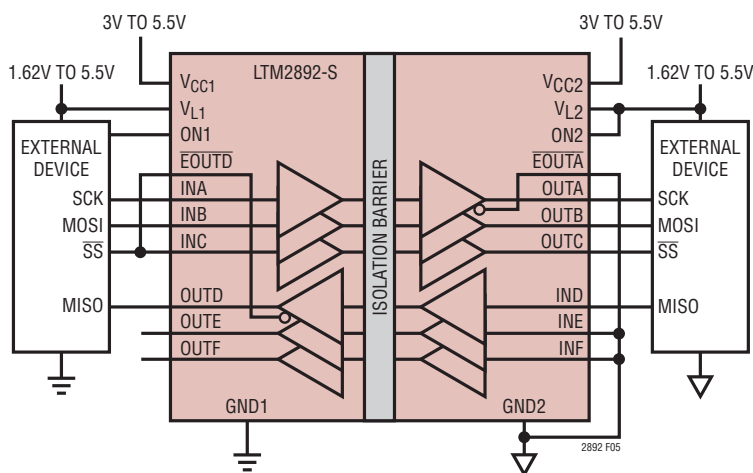 3V TO 5.5V
3V TO 5.5V
1.62V TO 5.5V
LTM2892-S
1.62V TO 5.5V
VCC1
VCC2
VL1
VL2
ON1
ON2
EXTERNAL
DEVICE
EXTERNAL
DEVICE
EOUTD
EOUTA
SCK
INA
OUTA
SCK
MOSI
INB
OUTB
MOSI
SS
INC
OUTC
SS
ISOLATION BARRIER
MISO
OUTD
IND
MISO
OUTE
INE
OUTF
INF
GND1
GND2
2892 F05